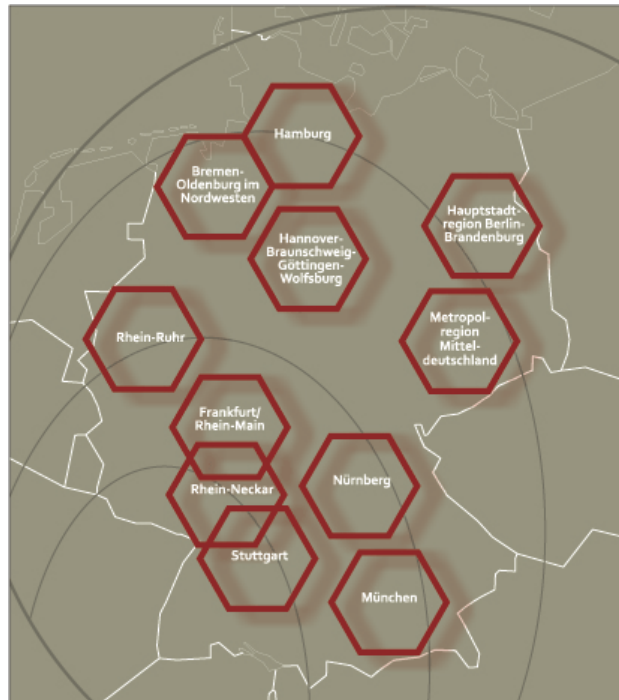 Hamburg
Bremen-
Oldenburg im
Nordwesten
Hauptstadt-
region Berlin-
Brandenburg
Hannover-
Braunschweig-
Göttingen-
Wolfsburg
Rhein-Ruhr
Metropol-
region
Mittel-
deutschland
Frankfurt/
Rhein-Main
Rhein-Neckar
Nürnberg
Stuttgart
München